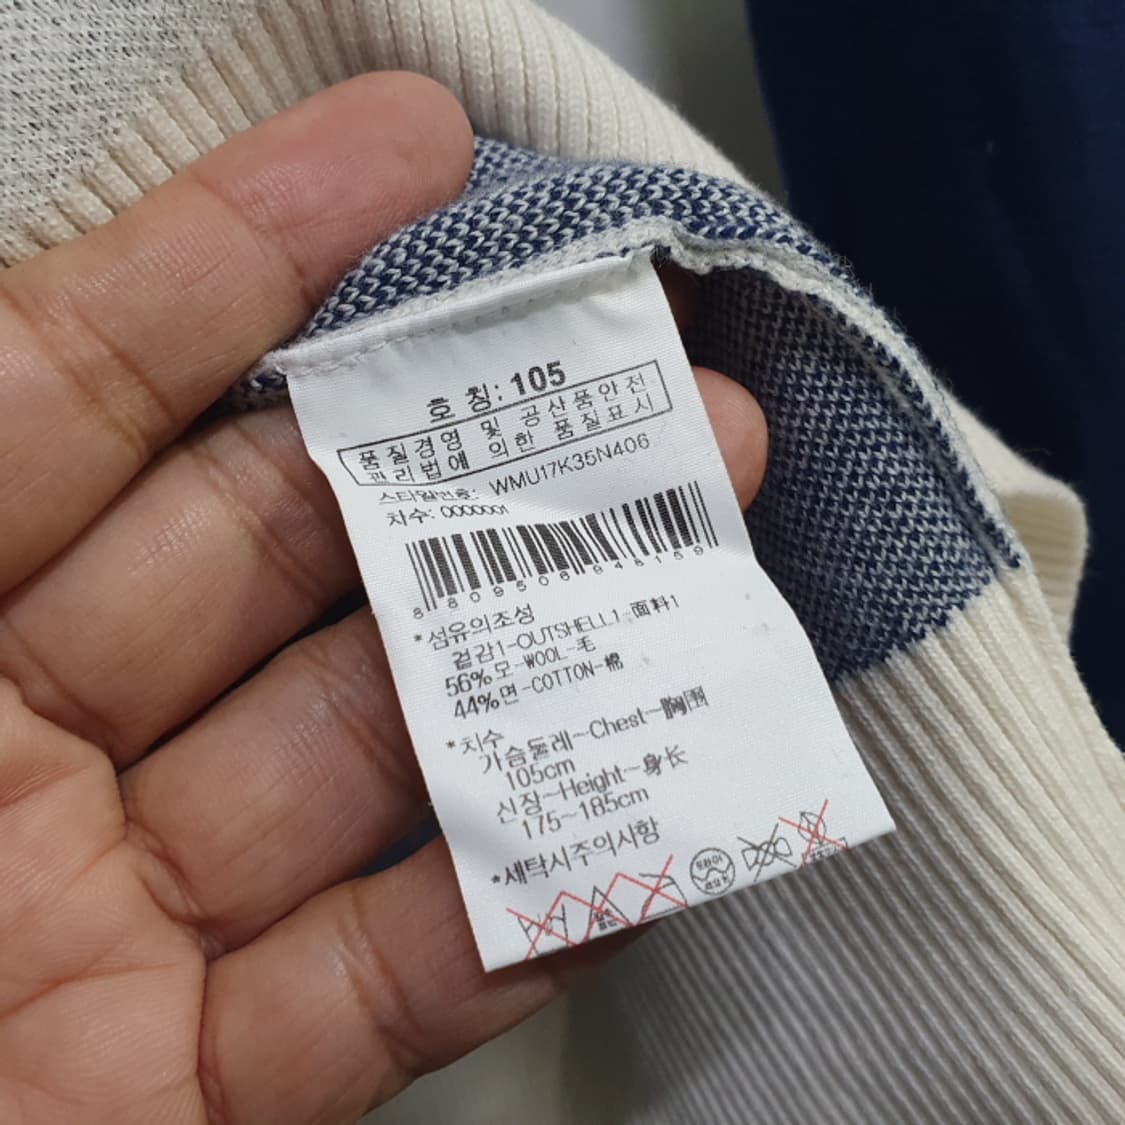 호 칭: 105
품질경영 및 공산품안전
관리법에 의한 품질표시
스타일번호: WMU17K35N406
치수: 0000001
8809508948159
*섬유의조성
겉감1-OUTSHELL1-面料1
56%모-WOOL-毛
44%면-COTTON-棉
*치수
가슴둘레~Chest~胸围
105cm
신장~Height~身长
175~185cm
*세탁시주의사항
드라이